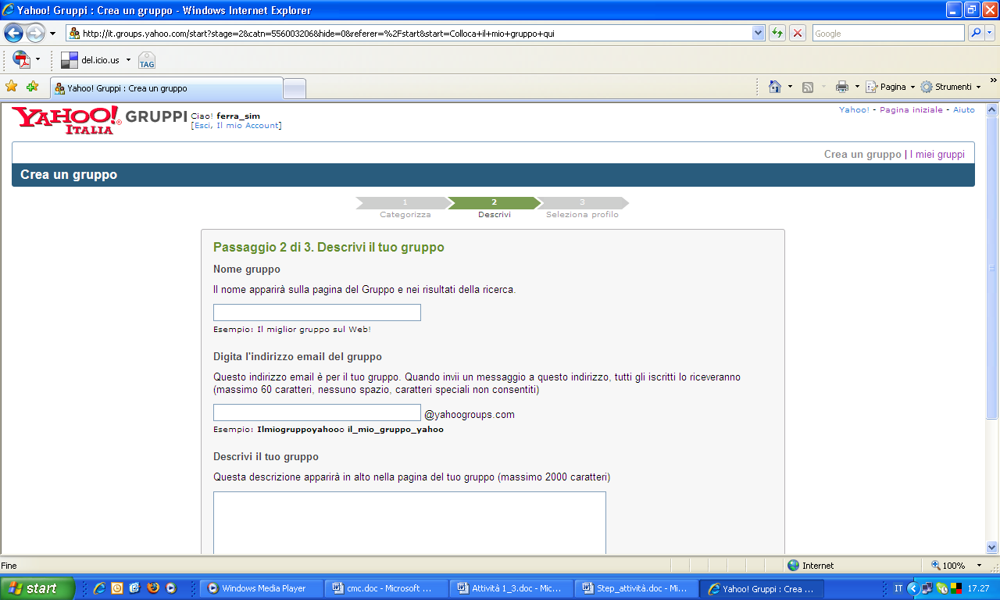 Yahoo! Gruppi : Crea un gruppo - Windows Internet Explorer
http://it.groups.yahoo.com/start?stage=2&catn=556003206&hide=0&referer=%2Fstart&start=Colloca+il+mio+gruppo+qui
Google
del.icio.us
TAG
Yahoo! Gruppi : Crea un gruppo
Pagina
Strumenti
YAHOO! ITALIA GRUPPI
Ciao! ferra_sim
[Esci, Il mio Account]
Yahoo! - Pagina iniziale - Aiuto
Crea un gruppo | I miei gruppi
Crea un gruppo
1 2 3
Categorizza Descrivi Seleziona profilo
Passaggio 2 di 3. Descrivi il tuo gruppo
Nome gruppo
Il nome apparirà sulla pagina del Gruppo e nei risultati della ricerca.
Esempio: Il miglior gruppo sul Web!
Digita l'indirizzo email del gruppo
Questo indirizzo email è per il tuo gruppo. Quando invii un messaggio a questo indirizzo, tutti gli iscritti lo riceveranno
(massimo 60 caratteri, nessuno spazio, caratteri speciali non consentiti)
@yahoogroups.com
Esempio: Ilmiogruppoyahooo il_mio_gruppo_yahoo
Descrivi il tuo gruppo
Questa descrizione apparirà in alto nella pagina del tuo gruppo (massimo 2000 caratteri)
Fine
Internet
100%
start
Windows Media Player
cmc.doc - Microsoft ...
Attività 1_3.doc - Mic...
Step_attività.doc - Mi...
Yahoo! Gruppi : Crea ...
IT
17.27